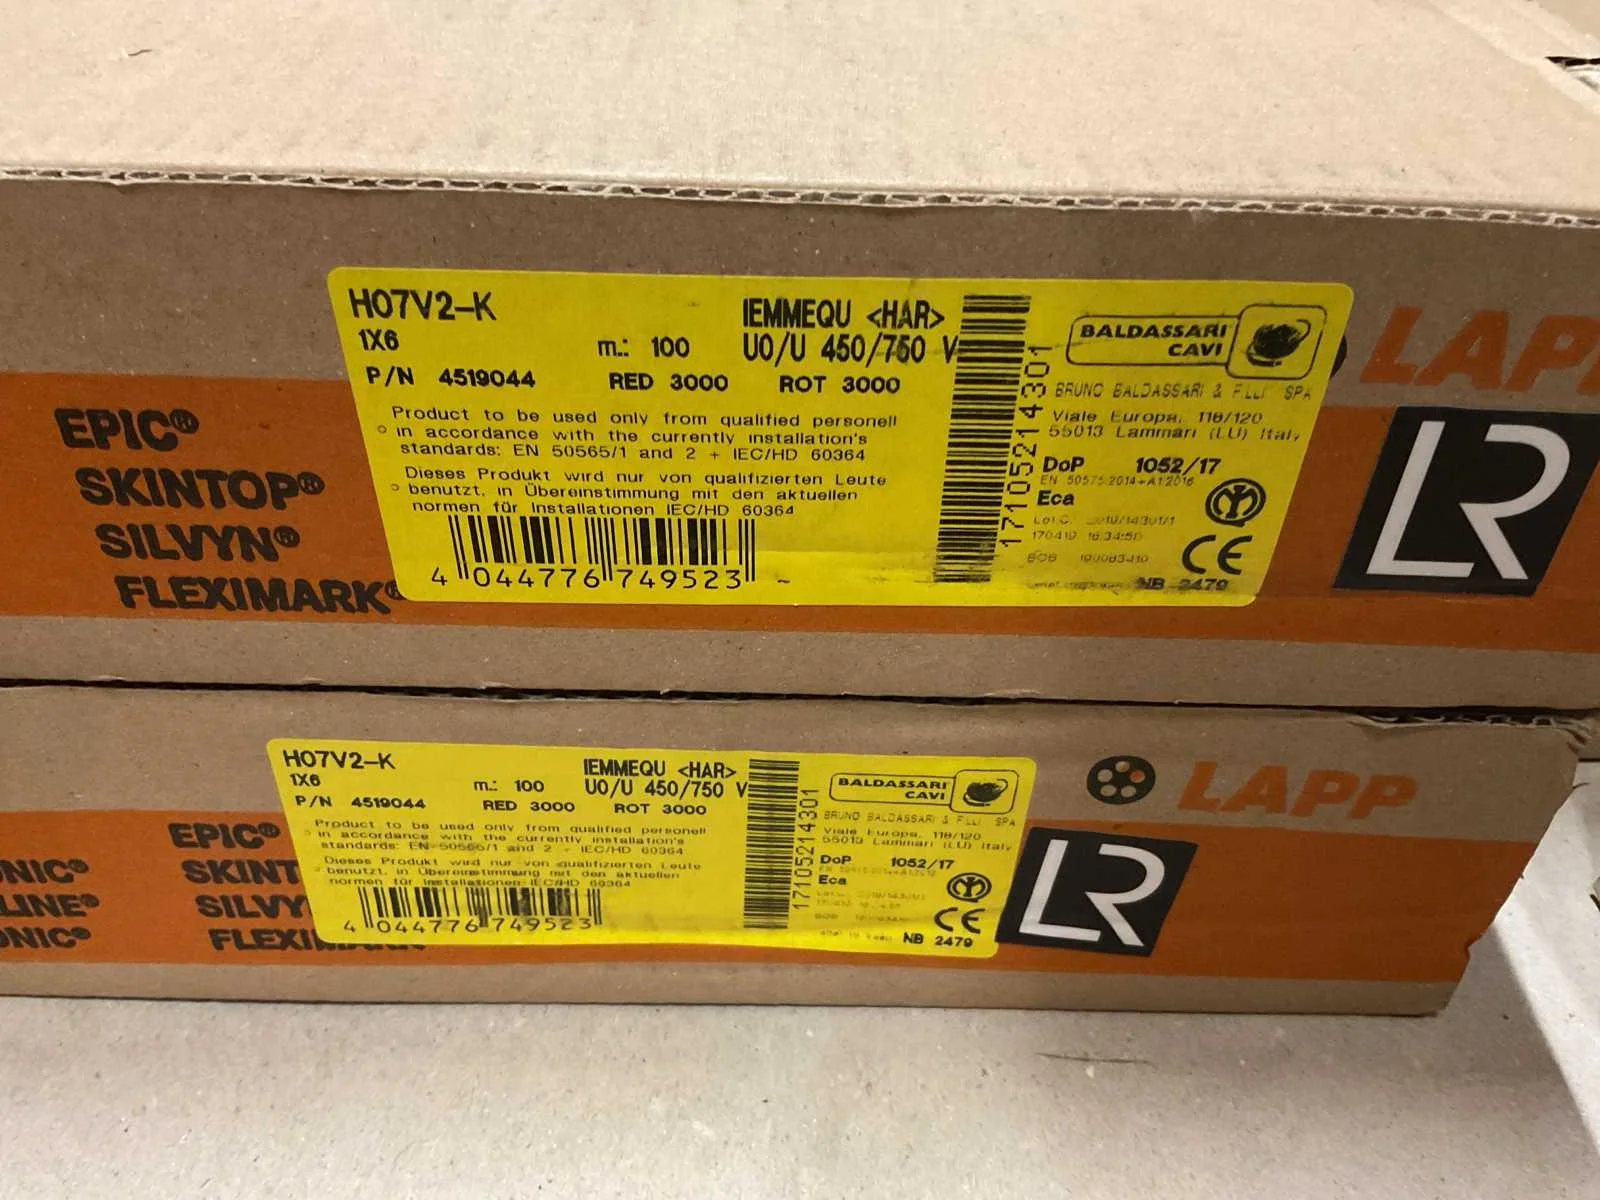 H07V2-K
1X6
m.: 100
IEMMEQU <HAR>
U0/U 450/750 V
P/N 4519044
RED 3000
ROT 3000
Product to be used only from qualified personell
in accordance with the currently installation's
standards: EN 50565/1 and 2 + IEC/HD 60364
Dieses Produkt wird nur von qualifizierten Leute
benutzt, in Übereinstimmung mit den aktuellen
normen für Installationen IEC/HD 60364
4 044776 749523
17105214301
BALDASSARI
CAVI
BRUNO BALDASSARI & F.LLI SPA
Viale Europa, 118/120
55013 Lammari (LU) Italy
DoP 1052/17
EN 50575:2014+A1:2016
Eca
170419 16:34:50
CE
NB 2479
EPIC®
SKINTOP®
SILVYN®
FLEXIMARK®
LAPP
LR
H07V2-K
1X6
m.: 100
IEMMEQU <HAR>
U0/U 450/750 V
P/N 4519044
RED 3000
ROT 3000
Product to be used only from qualified personell
in accordance with the currently installation's
standards: EN 50565/1 and 2 + IEC/HD 60364
Dieses Produkt wird nur von qualifizierten Leute
benutzt, in Übereinstimmung mit den aktuellen
normen für Installationen IEC/HD 60364
4 044776 749523
17105214301
BALDASSARI
CAVI
BRUNO BALDASSARI & F.LLI SPA
Viale Europa, 118/120
55013 Lammari (LU) Italy
DoP 1052/17
Eca
CE
NB 2479
EPIC®
SKINT
SILVY
FLEXIMARK
NIC®
LINE®
ONIC®
LAPP
LR